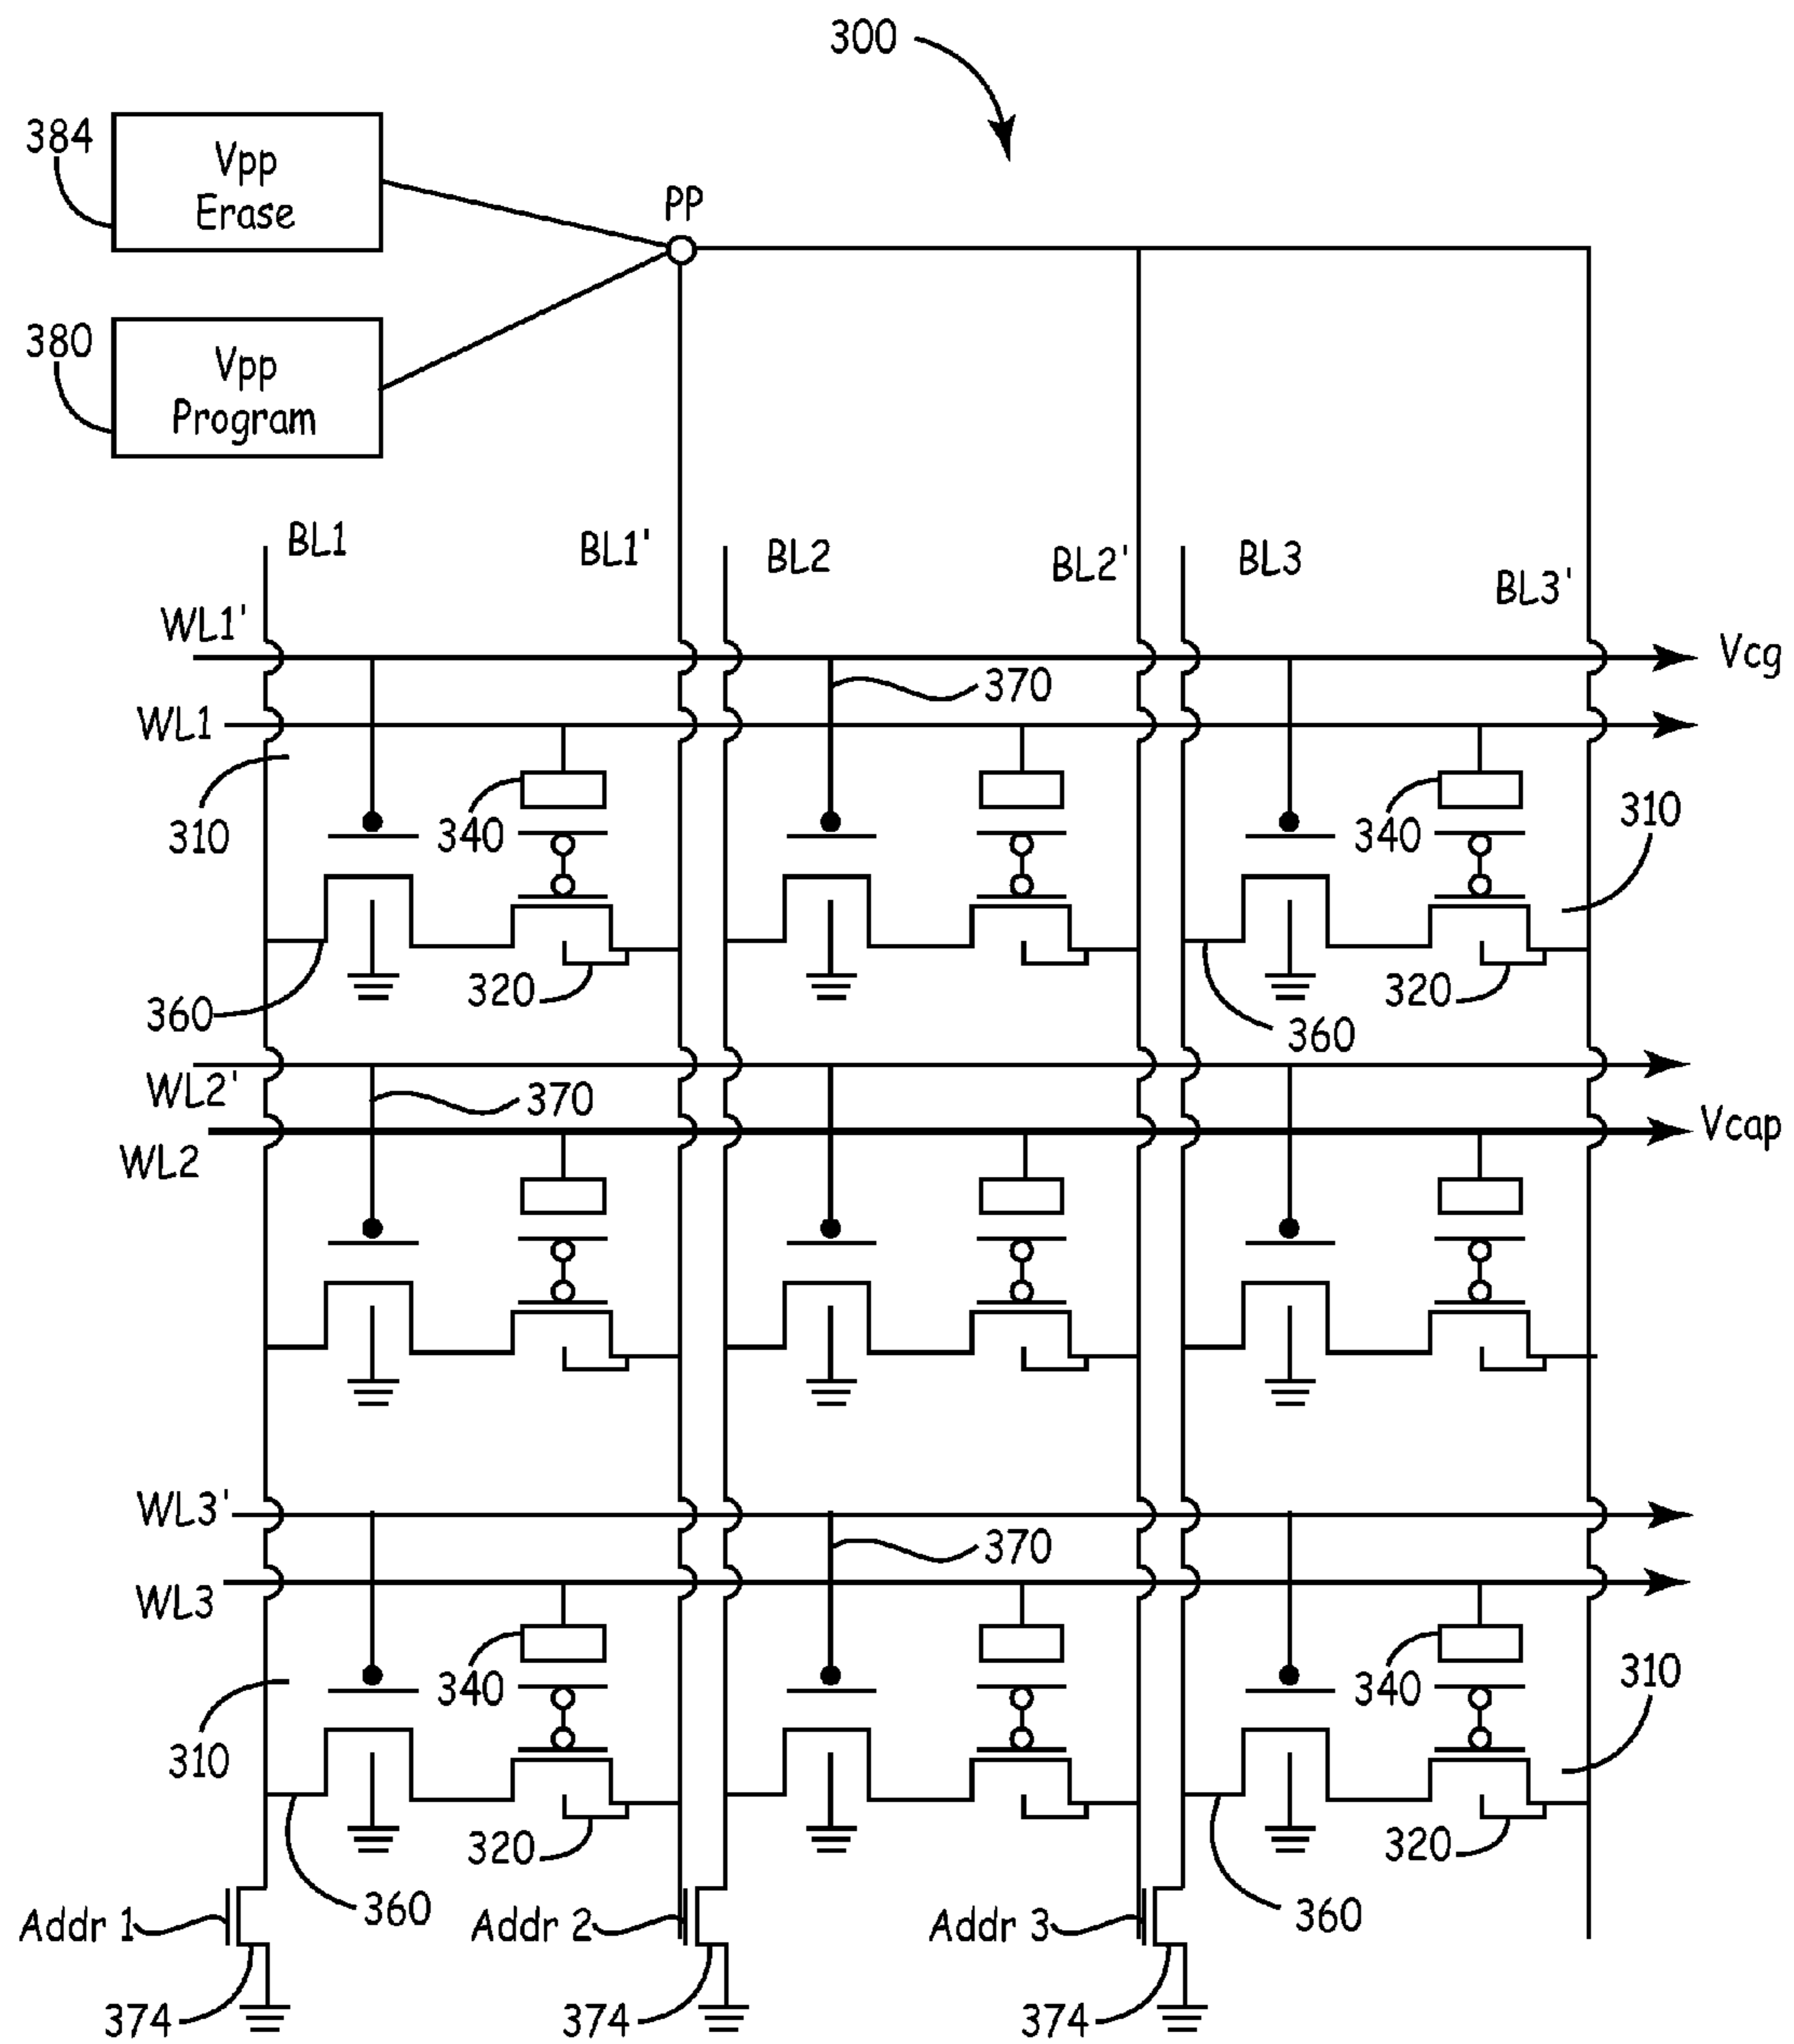 300
384
Vpp
Erase
PP
380
Vpp
Program
BL1
BL1'
BL2
BL2'
BL3
BL3'
WL1'
Vcg
370
WL1
310
340
340
310
360
320
360
320
WL2'
370
WL2
Vcap
WL3'
370
WL3
310
340
340
310
320
320
360
360
Addr 1
Addr 2
Addr 3
374
374
374